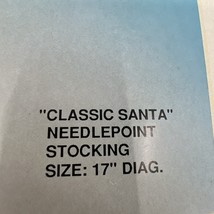 "CLASSIC SANTA"
NEEDLEPOINT
STOCKING
SIZE: 17" DIAG.